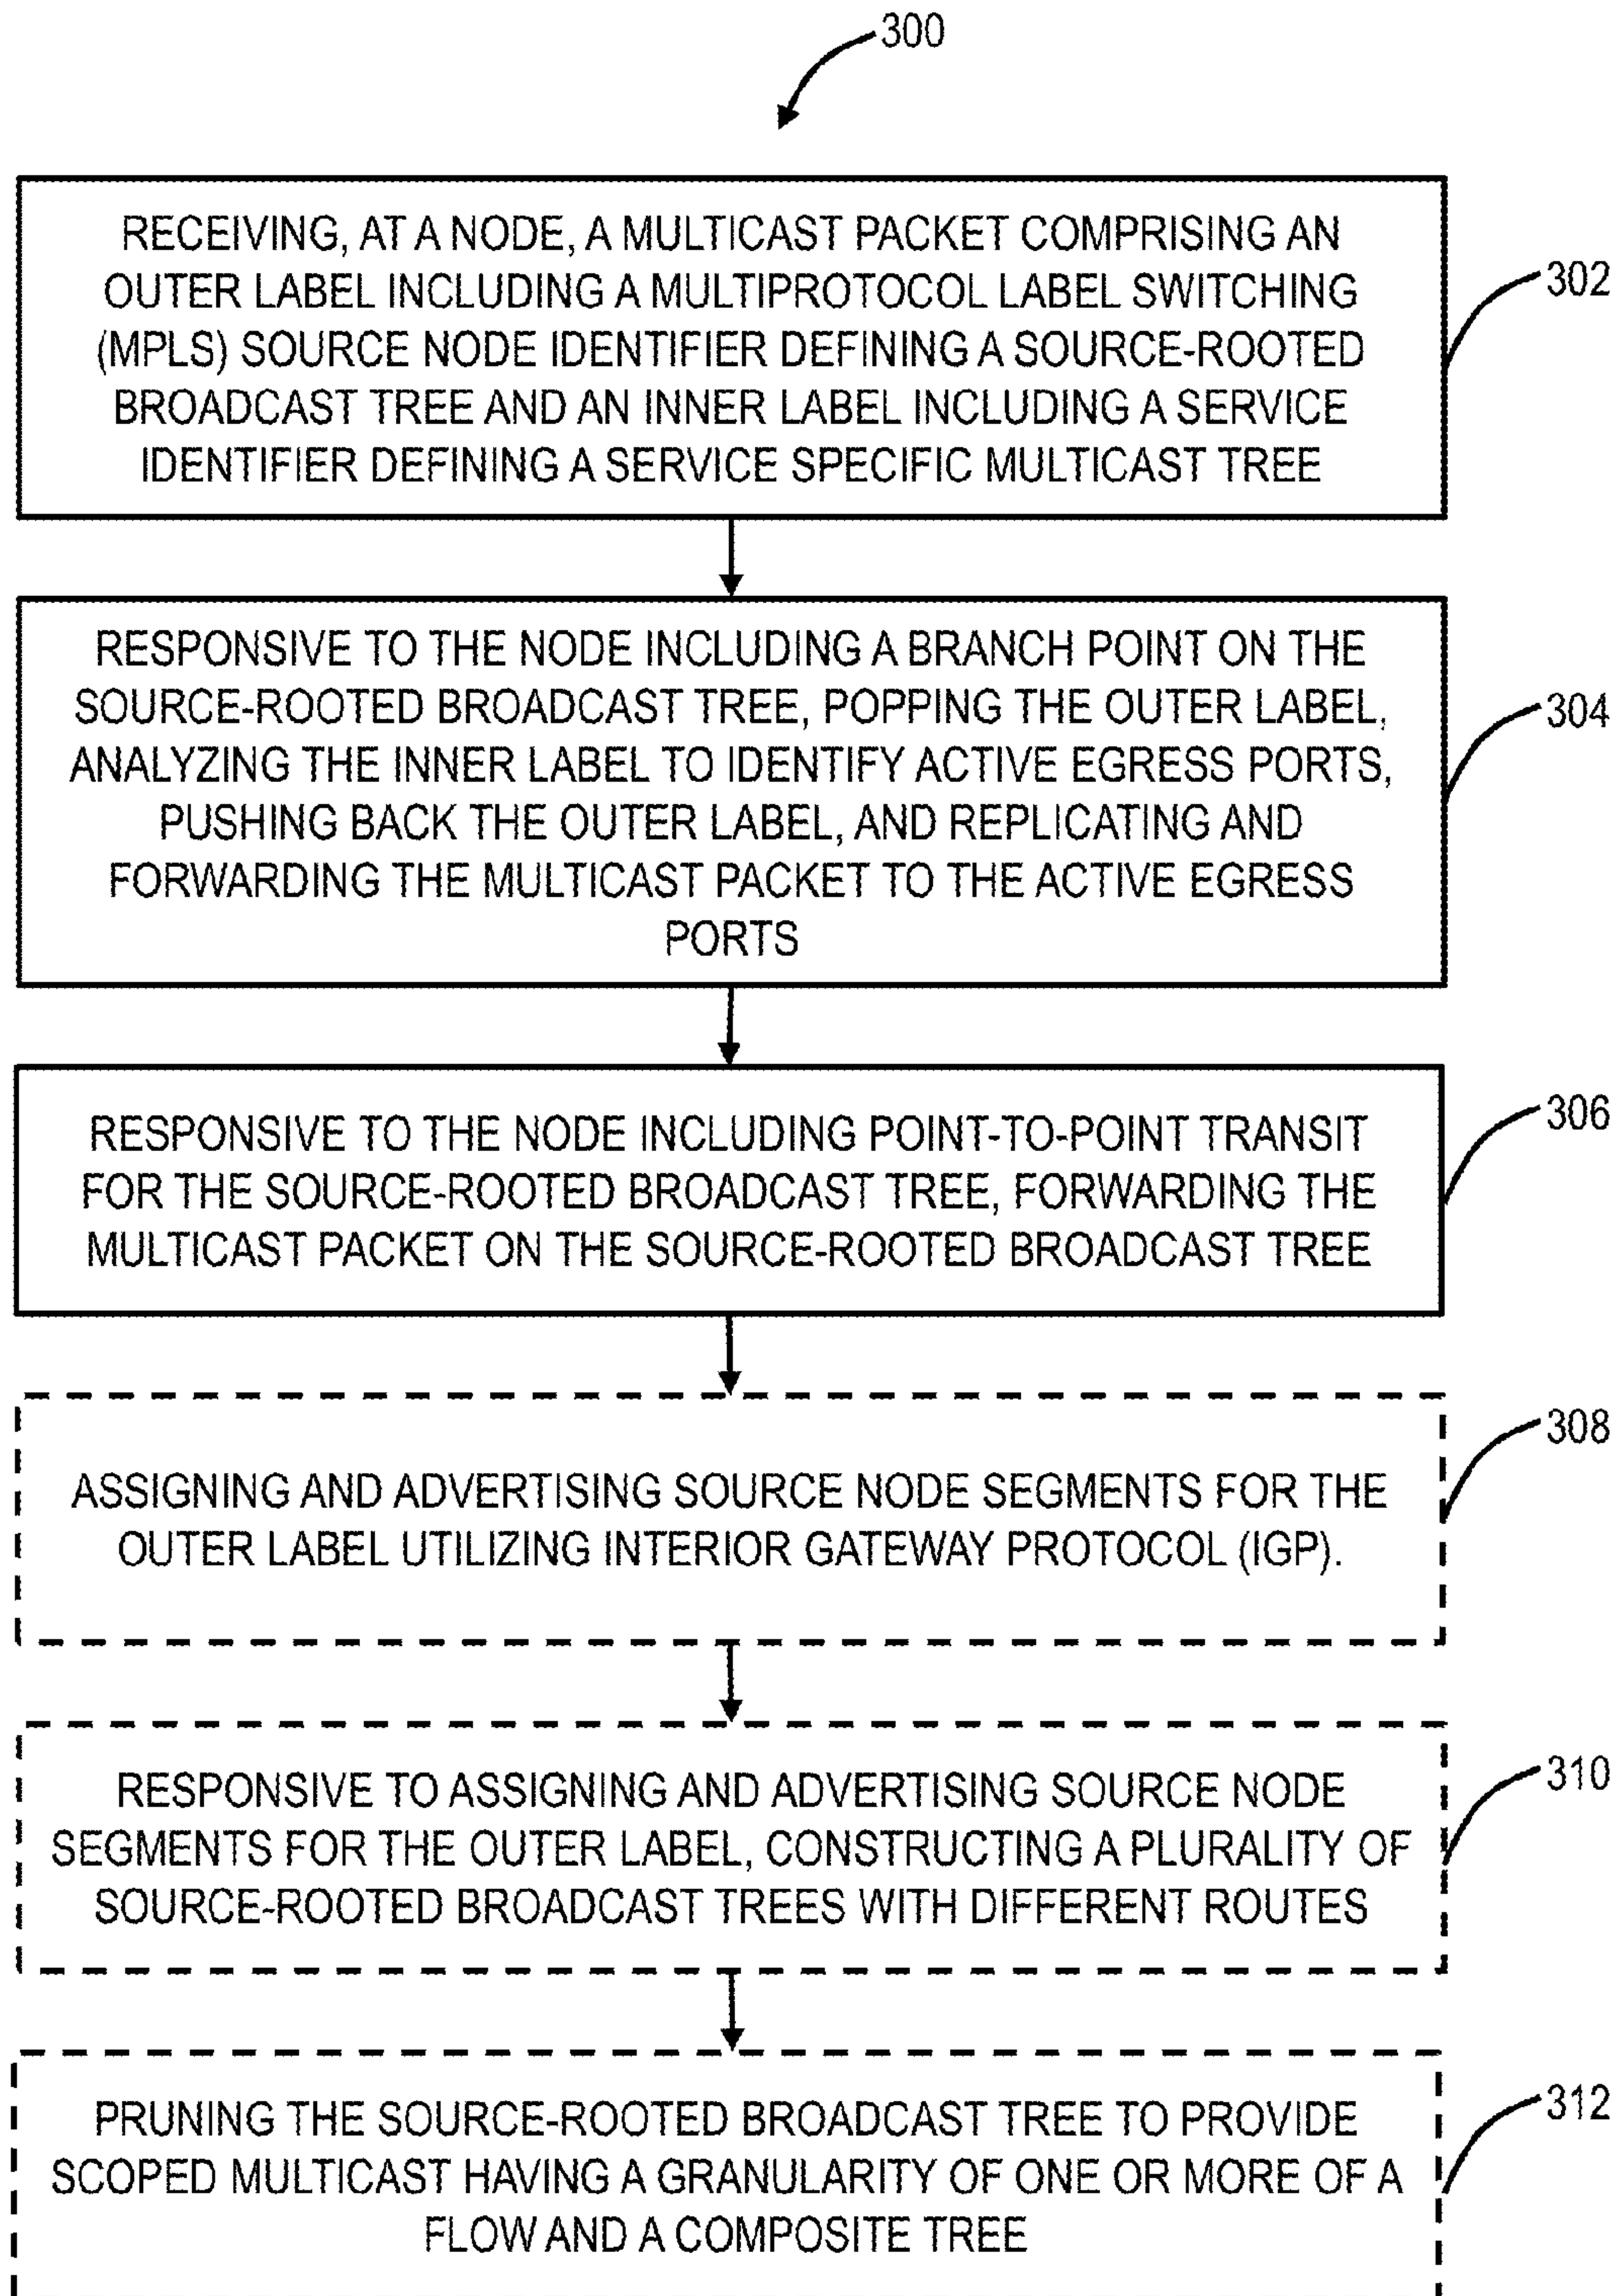 300
RECEIVING, AT A NODE, A MULTICAST PACKET COMPRISING AN
OUTER LABEL INCLUDING A MULTIPROTOCOL LABEL SWITCHING
(MPLS) SOURCE NODE IDENTIFIER DEFINING A SOURCE-ROOTED
BROADCAST TREE AND AN INNER LABEL INCLUDING A SERVICE
IDENTIFIER DEFINING A SERVICE SPECIFIC MULTICAST TREE
302
RESPONSIVE TO THE NODE INCLUDING A BRANCH POINT ON THE
SOURCE-ROOTED BROADCAST TREE, POPPING THE OUTER LABEL,
ANALYZING THE INNER LABEL TO IDENTIFY ACTIVE EGRESS PORTS,
PUSHING BACK THE OUTER LABEL, AND REPLICATING AND
FORWARDING THE MULTICAST PACKET TO THE ACTIVE EGRESS
PORTS
304
RESPONSIVE TO THE NODE INCLUDING POINT-TO-POINT TRANSIT
FOR THE SOURCE-ROOTED BROADCAST TREE, FORWARDING THE
MULTICAST PACKET ON THE SOURCE-ROOTED BROADCAST TREE
306
ASSIGNING AND ADVERTISING SOURCE NODE SEGMENTS FOR THE
OUTER LABEL UTILIZING INTERIOR GATEWAY PROTOCOL (IGP).
308
RESPONSIVE TO ASSIGNING AND ADVERTISING SOURCE NODE
SEGMENTS FOR THE OUTER LABEL, CONSTRUCTING A PLURALITY OF
SOURCE-ROOTED BROADCAST TREES WITH DIFFERENT ROUTES
310
PRUNING THE SOURCE-ROOTED BROADCAST TREE TO PROVIDE
SCOPED MULTICAST HAVING A GRANULARITY OF ONE OR MORE OF A
FLOW AND A COMPOSITE TREE
312